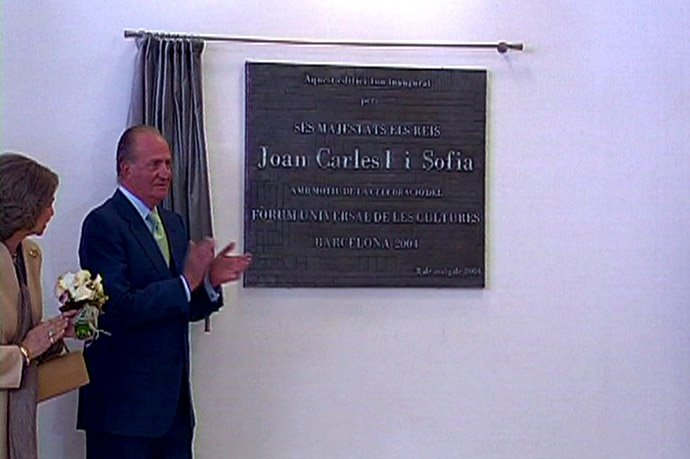 Aquest edifici fou inaugurat
per
SES MAJESTATS ELS REIS
Joan Carles I i Sofia
AMB MOTIU DE LA CELEBRACIÓ DEL
FÒRUM UNIVERSAL DE LES CULTURES
BARCELONA 2004
8 de maig de 2004